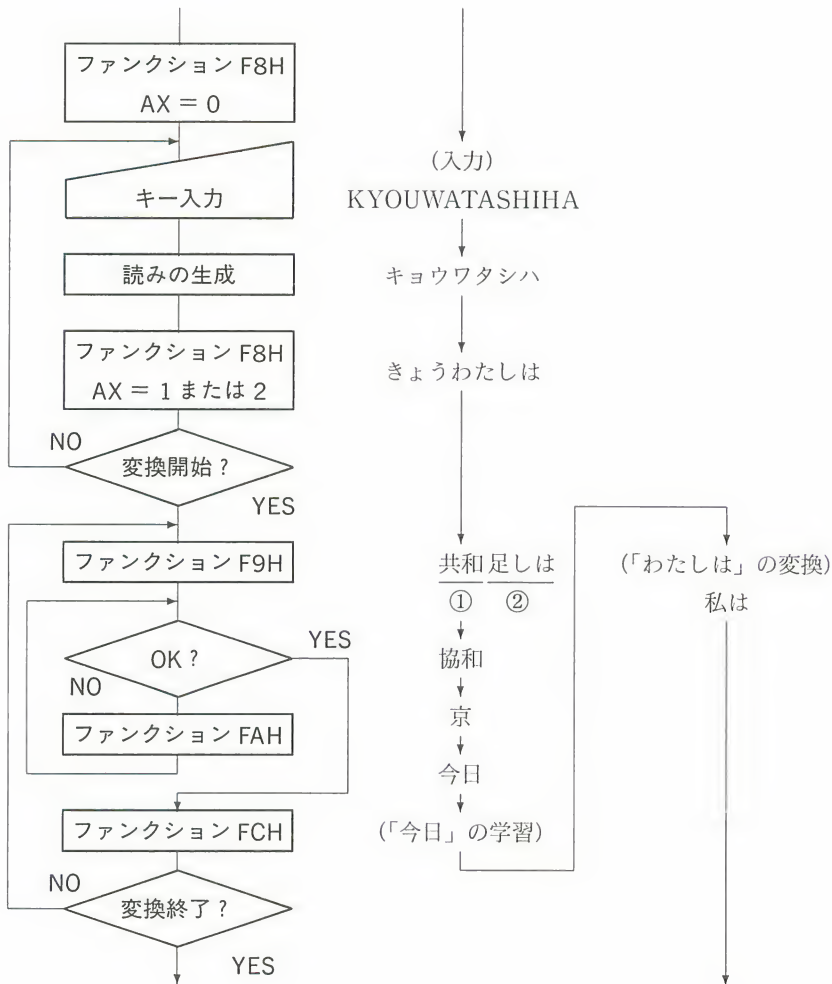 ファンクション F8H
AX = 0
キー入力
読みの生成
ファンクション F8H
AX = 1 または 2
NO
変換開始?
YES
ファンクション F9H
OK?
YES
NO
ファンクション FAH
ファンクション FCH
NO
変換終了?
YES
(入力)
KYOUWATASHIHA
キョウワタシハ
きょうわたしは
共和 足しは
① ②
協和
京
今日
(「今日」の学習)
(「わたしは」の変換)
私は